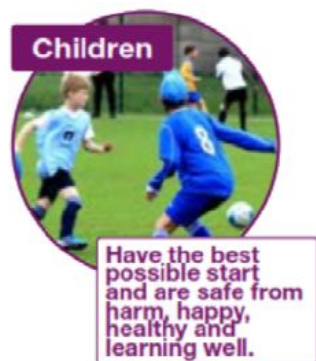 Children
8
Have the best
possible start
and are safe from
harm, happy,
healthy and
learning well.